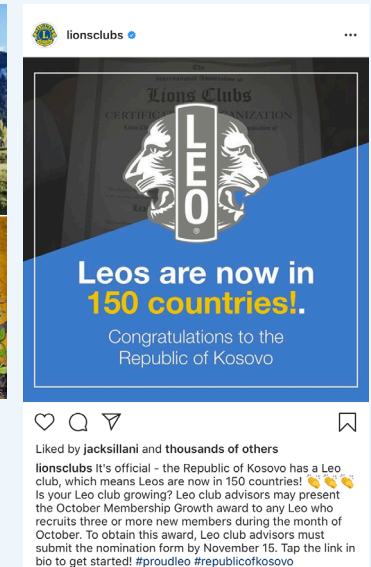 lionsclubs
The
International Association of
Lions Clubs
LEO
®
Leos are now in
150 countries!.
Congratulations to the
Republic of Kosovo
Liked by jacksillani and thousands of others
lionsclubs It's official - the Republic of Kosovo has a Leo
club, which means Leos are now in 150 countries! 👏👏👏
Is your Leo club growing? Leo club advisors may present
the October Membership Growth award to any Leo who
recruits three or more new members during the month of
October. To obtain this award, Leo club advisors must
submit the nomination form by November 15. Tap the link in
bio to get started! #proudleo #republicofkosovo